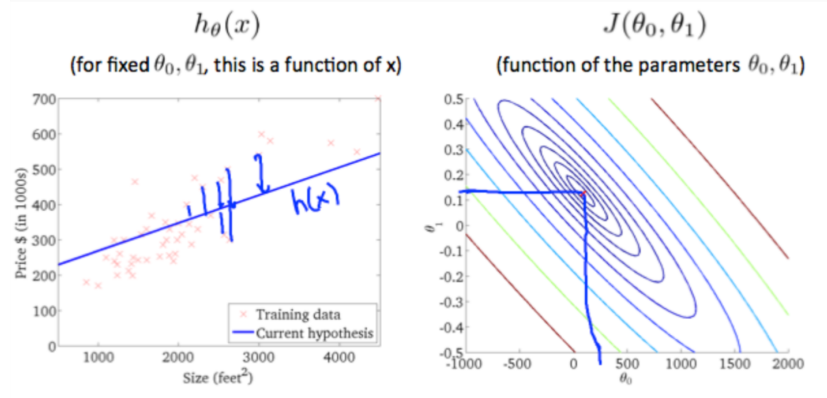 hθ(x)
(for fixed θ0, θ1, this is a function of x)
700
600
500
400
300
200
100
0
Price $ (in 1000s)
1000 2000 3000 4000
Size (feet²)
h(x)
Training data
Current hypothesis
J(θ0, θ1)
(function of the parameters θ0, θ1)
0.5
0.4
0.3
0.2
0.1
0
-0.1
-0.2
-0.3
-0.4
-0.5
θ1
-1000 -500 0 500 1000 1500 2000
θ0